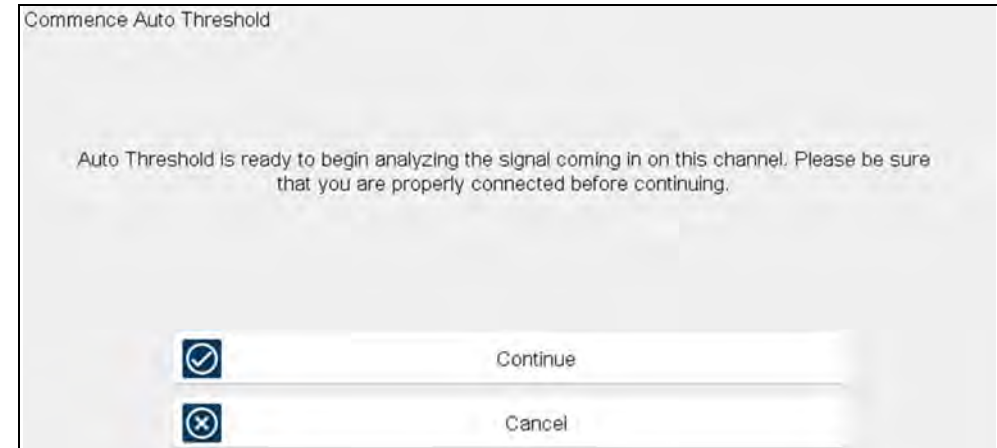 Commence Auto Threshold
Auto Threshold is ready to begin analyzing the signal coming in on this channel. Please be sure
that you are properly connected before continuing.
Continue
Cancel